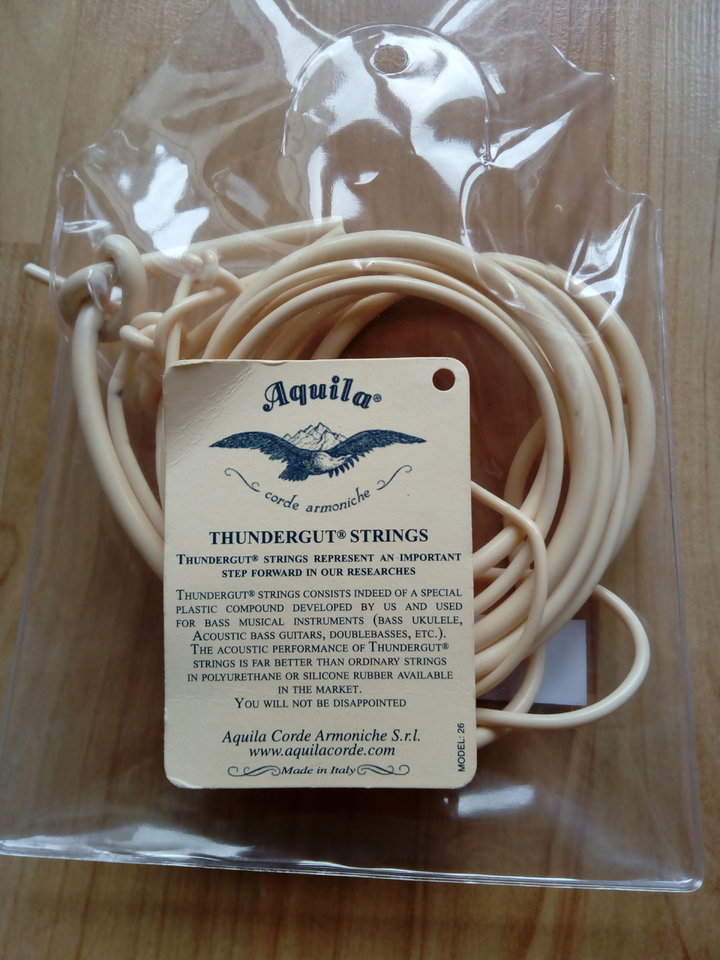 Aquila®
corde armoniche
THUNDERGUT® STRINGS
THUNDERGUT® STRINGS REPRESENT AN IMPORTANT
STEP FORWARD IN OUR RESEARCHES
THUNDERGUT® STRINGS CONSISTS INDEED OF A SPECIAL
PLASTIC COMPOUND DEVELOPED BY US AND USED
FOR BASS MUSICAL INSTRUMENTS (BASS UKULELE,
ACOUSTIC BASS GUITARS, DOUBLEBASSES, ETC.).
THE ACOUSTIC PERFORMANCE OF THUNDERGUT®
STRINGS IS FAR BETTER THAN ORDINARY STRINGS
IN POLYURETHANE OR SILICONE RUBBER AVAILABLE
IN THE MARKET.
YOU WILL NOT BE DISAPPOINTED
Aquila Corde Armoniche S.r.l.
www.aquilacorde.com
Made in Italy
MODEL: 26